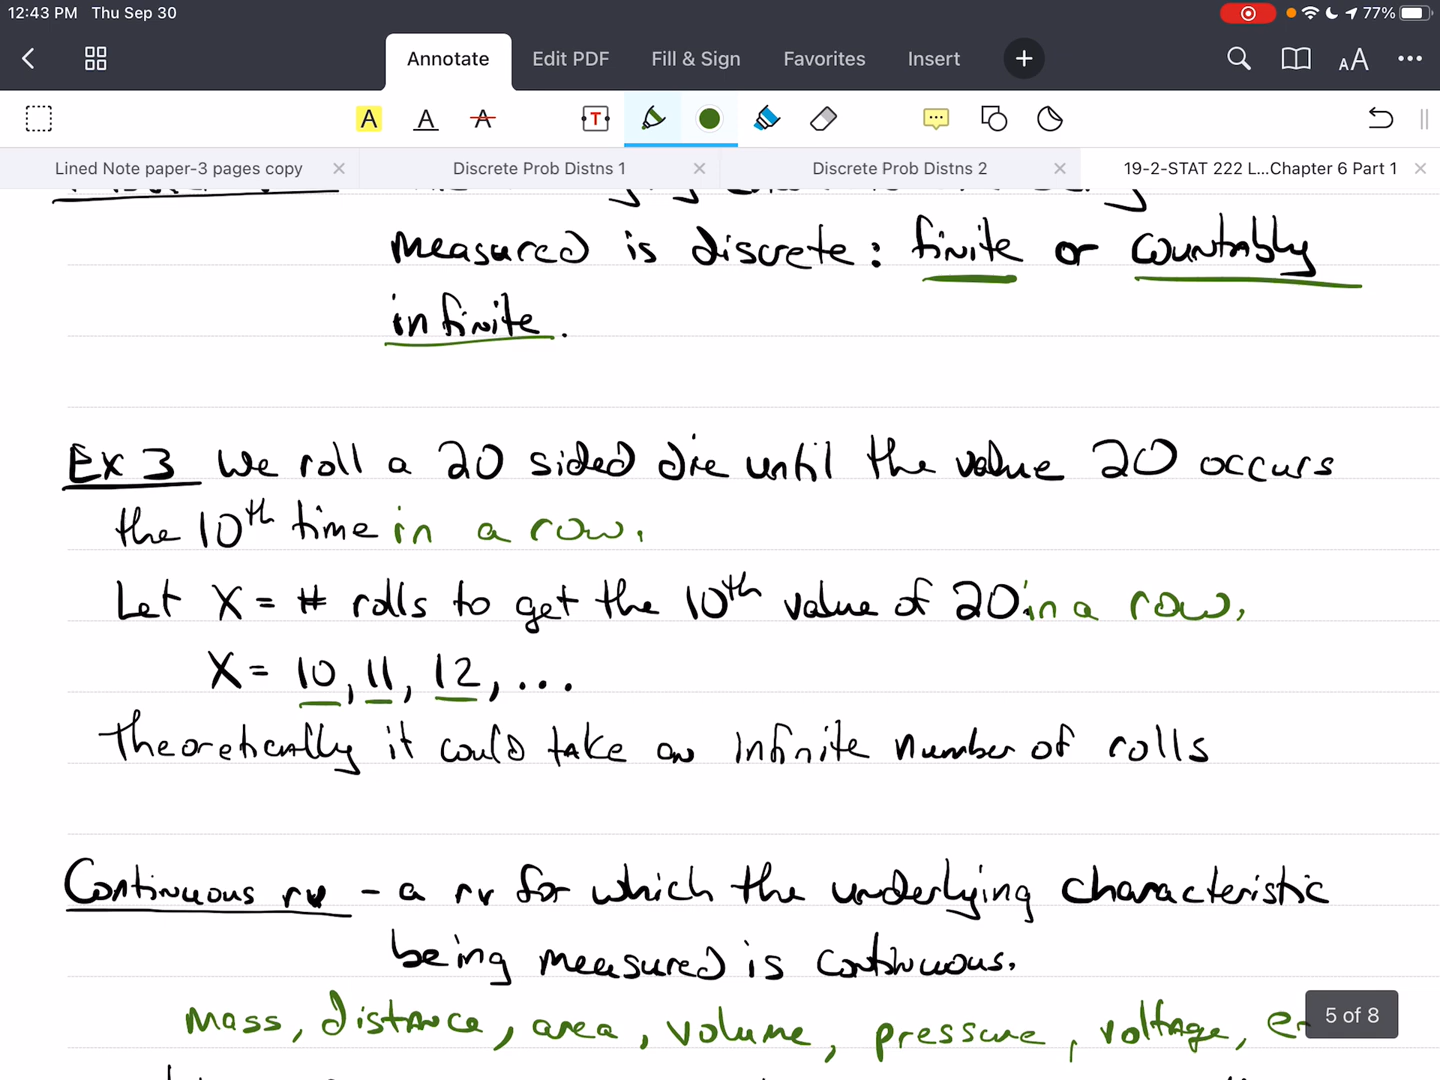 12:43 PM Thu Sep 30
77%
Annotate Edit PDF Fill & Sign Favorites Insert
A A A T AA
Lined Note paper-3 pages copy Discrete Prob Distns 1 Discrete Prob Distns 2 19-2-STAT 222 L...Chapter 6 Part 1
measured is discrete: finite or countably
infinite.
Ex 3 We roll a 20 sided die until the value 20 occurs
the 10th time in a row.
Let X = # rolls to get the 10th value of 20 in a row.
X = 10, 11, 12, ...
Theoretically it could take an infinite number of rolls
Continuous rv - a rv for which the underlying characteristic
being measured is continuous.
mass, distance, area, volume, pressure, voltage,
5 of 8